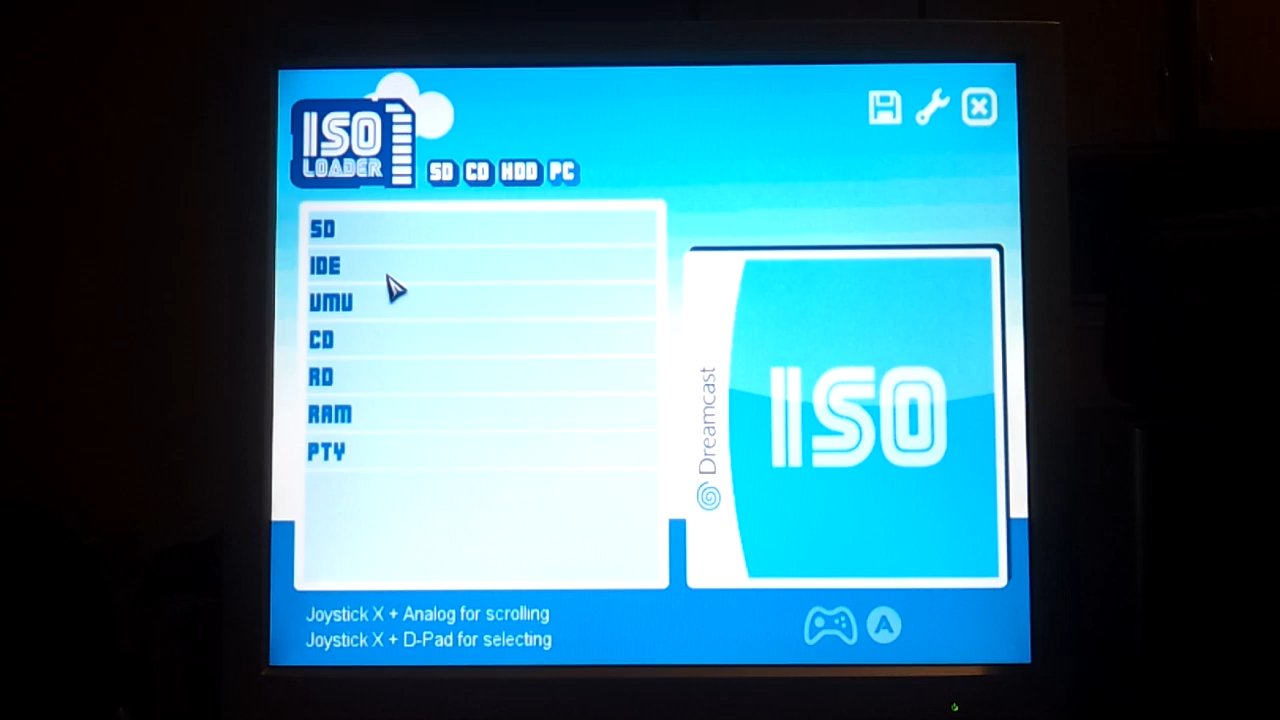 ISO
LOADER
SD CD HDD PC
SD
IDE
VMU
CD
RD
RAM
PTY
Dreamcast
ISO
Joystick X + Analog for scrolling
Joystick X + D-Pad for selecting
A